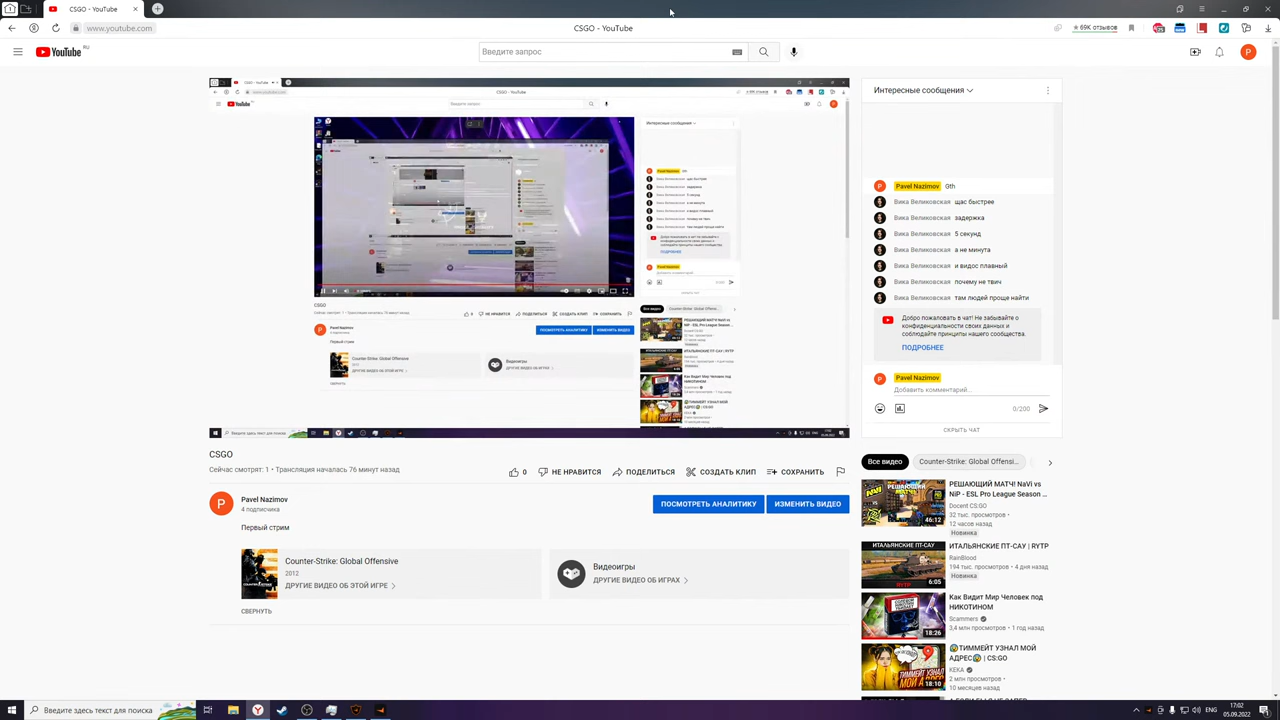 CSGO - YouTube
www.youtube.com
CSGO - YouTube
69K отзывов
YouTube RU
Введите запрос
P
Интересные сообщения
Pavel Nazimov Gth
Вика Великовская щас быстрее
Вика Великовская задержка
Вика Великовская 5 секунд
Вика Великовская а не минута
Вика Великовская и видос плавный
Вика Великовская почему не твич
Вика Великовская там людей проще найти
Добро пожаловать в чат! Не забывайте о
конфиденциальности своих данных и
соблюдайте принципы нашего сообщества.
ПОДРОБНЕЕ
Pavel Nazimov
Добавить комментарий...
0/200
СКРЫТЬ ЧАТ
CSGO
Сейчас смотрят: 1 • Трансляция началась 76 минут назад
0
НЕ НРАВИТСЯ
ПОДЕЛИТЬСЯ
СОЗДАТЬ КЛИП
СОХРАНИТЬ
Pavel Nazimov
4 подписчика
ПОСМОТРЕТЬ АНАЛИТИКУ
ИЗМЕНИТЬ ВИДЕО
Первый стрим
Counter-Strike: Global Offensive
2012
ДРУГИЕ ВИДЕО ОБ ЭТОЙ ИГРЕ
Видеоигры
ДРУГИЕ ВИДЕО ОБ ИГРАХ
СВЕРНУТЬ
Все видео
Counter-Strike: Global Offensi...
РЕШАЮЩИЙ МАТЧ! NaVi vs
NiP - ESL Pro League Season ...
Docent CS:GO
32 тыс. просмотров •
12 часов назад
Новинка
46:12
ИТАЛЬЯНСКИЕ ПТ-САУ | RYTP
RainBlood
194 тыс. просмотров • 4 дня назад
Новинка
6:05
Как Видит Мир Человек под
НИКОТИНОМ
Scammers
3,4 млн просмотров • 1 год назад
18:26
ТИММЕЙТ УЗНАЛ МОЙ
АДРЕС | CS:GO
KEKA
2 млн просмотров •
10 месяцев назад
18:10
Введите здесь текст для поиска
ENG
17:02
05.09.2022